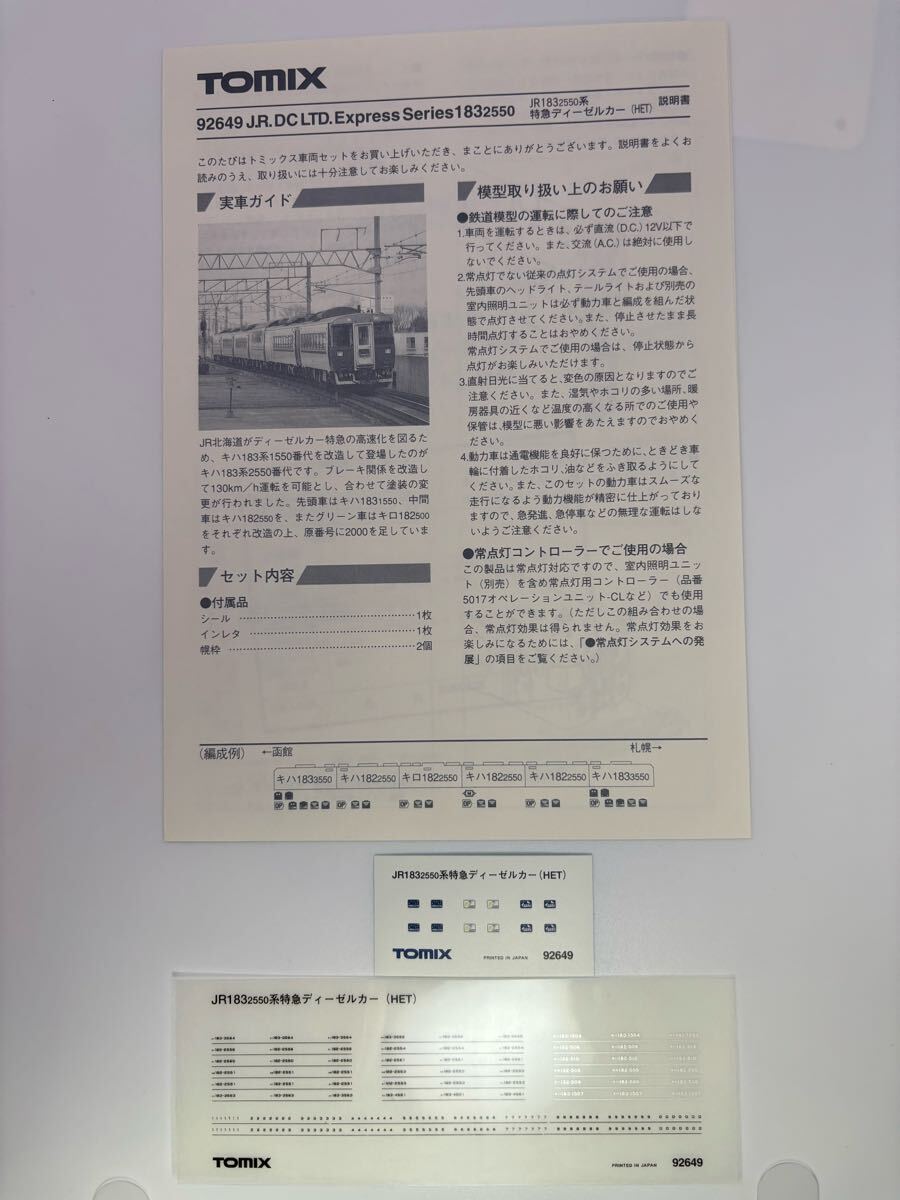 TOMIX
92649 J.R. DC LTD. Express Series 183 2550
JR183 2550系
特急ディーゼルカー (HET)
説明書
このたびはトミックス車両セットをお買い上げいただき、まことにありがとうございます。説明書をよくお
読みのうえ、取り扱いには十分注意してお楽しみください。
実車ガイド
JR北海道がディーゼルカー特急の高速化を図るた
め、キハ183系1550番代を改造して登場したのが
キハ183系2550番代です。ブレーキ関係を改造し
て130km/h運転を可能とし、合わせて塗装の変
更が行われました。先頭車はキハ183 1550、中間
車はキハ182 550を、またグリーン車はキロ182 500
をそれぞれ改造の上、原番号に2000を足していま
す。
セット内容
●付属品
シール ………………………… 1枚
インレタ ………………………… 1枚
幌枠 ………………………… 2個
模型取り扱い上のお願い
●鉄道模型の運転に際してのご注意
1.車両を運転するときは、必ず直流(D.C.)12V以下で
行ってください。また、交流(A.C.)は絶対に使用し
ないでください。
2.常点灯でない従来の点灯システムでご使用の場合、
先頭車のヘッドライト、テールライトおよび別売の
室内照明ユニットは必ず動力車と編成を組んだ状
態で点灯させてください。また、停止させたまま長
時間点灯することはおやめください。
常点灯システムでご使用の場合は、停止状態から
点灯がお楽しみいただけます。
3.直射日光に当てると、変色の原因となりますのでご
注意ください。また、湿気やホコリの多い場所、暖
房器具の近くなど温度の高くなる所でのご使用や
保管は、模型に悪い影響をあたえますのでおやめく
ださい。
4.動力車は通電機能を良好に保つために、ときどき車
輪に付着したホコリ、油などをふき取るようにして
ください。また、このセットの動力車はスムーズな
走行になるよう動力機能が精密に仕上がっており
ますので、急発進、急停車などの無理な運転はしな
いようご注意ください。
●常点灯コントローラーでご使用の場合
この製品は常点灯対応ですので、室内照明ユニッ
ト(別売)を含め常点灯用コントローラー(品番
5017オペレーションユニット-CLなど)でも使用
することができます。(ただしこの組み合わせの場
合、常点灯効果は得られません。常点灯効果をお
楽しみになるためには、「●常点灯システムへの発
展」の項目をご覧ください。)
(編成例) ←函館 札幌→
キハ183 3550 キハ182 2550 キロ182 2550 キハ182 2550 キハ182 2550 キハ183 3550
JR183 2550系特急ディーゼルカー(HET)
TOMIX PRINTED IN JAPAN 92649
JR183 2550系特急ディーゼルカー(HET)
TOMIX PRINTED IN JAPAN 92649